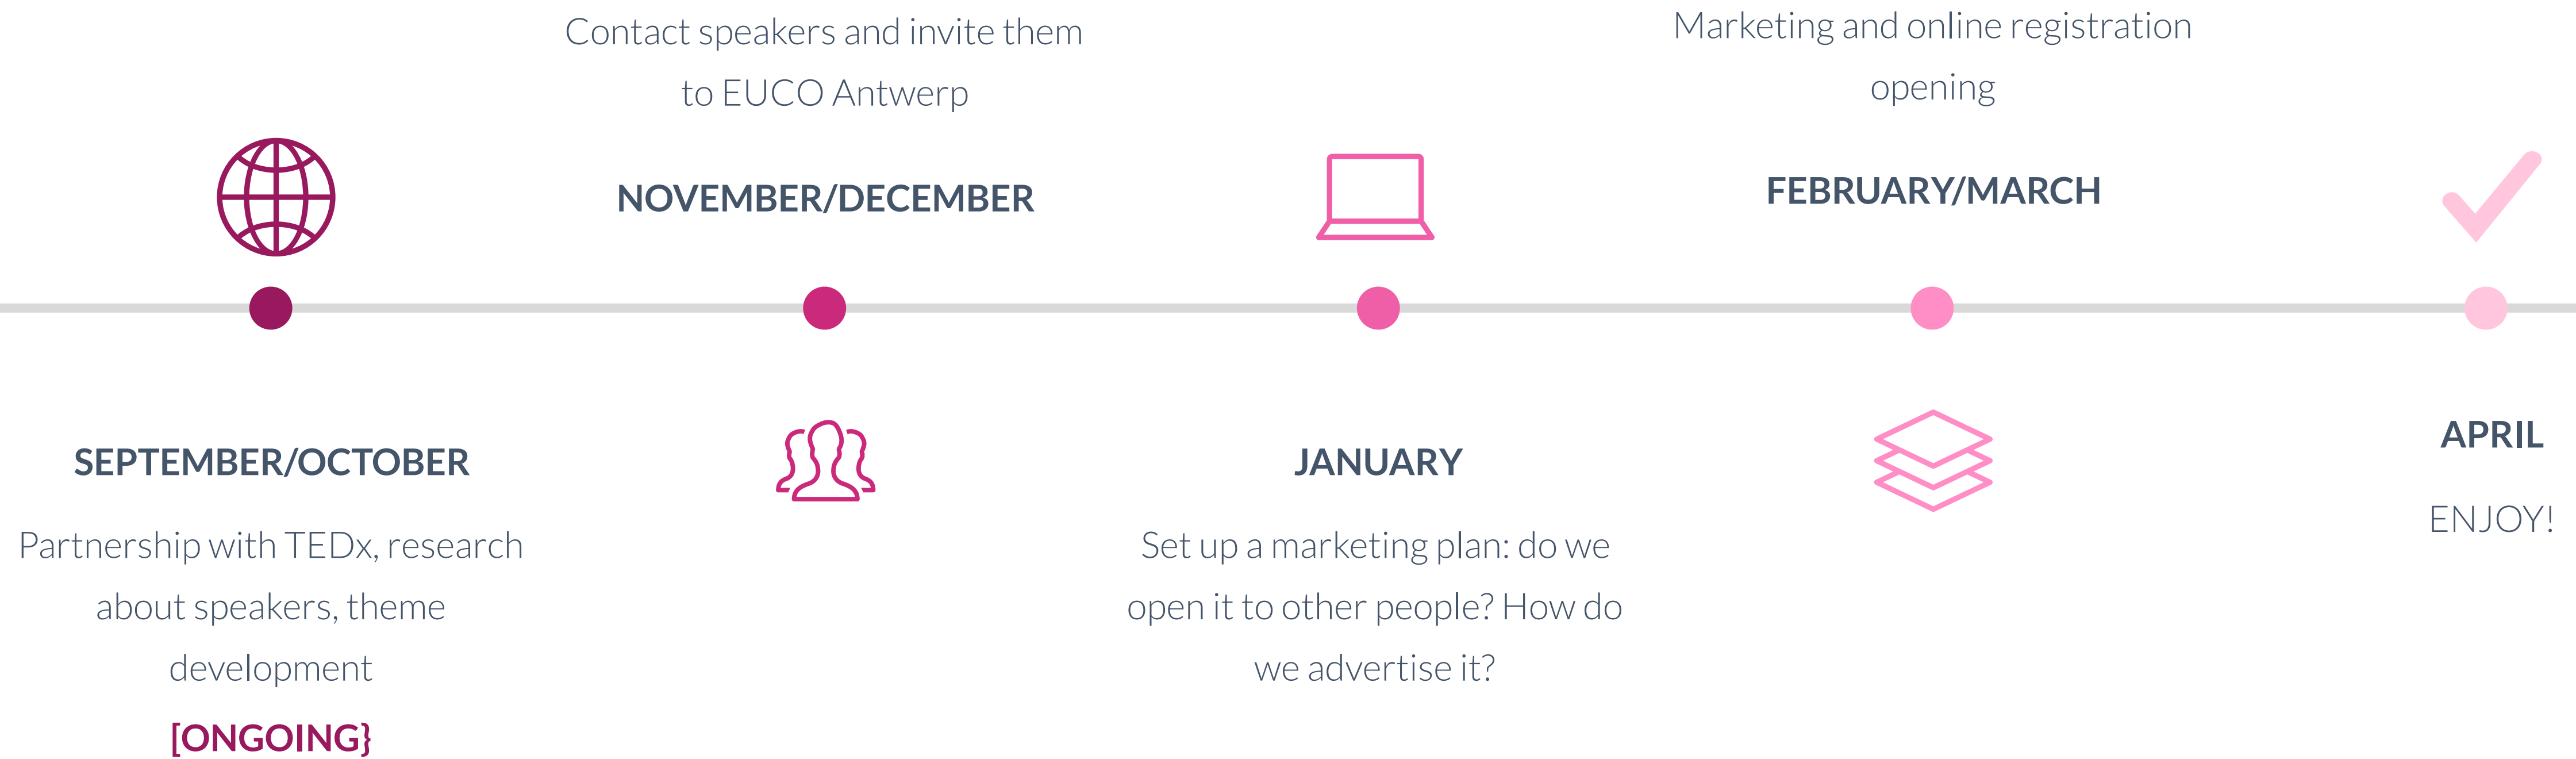 SEPTEMBER/OCTOBER
Partnership with TEDx, research
about speakers, theme
development
[ONGOING}
Contact speakers and invite them
to EUCO Antwerp
NOVEMBER/DECEMBER
JANUARY
Set up a marketing plan: do we
open it to other people? How do
we advertise it?
Marketing and online registration
opening
FEBRUARY/MARCH
APRIL
ENJOY!